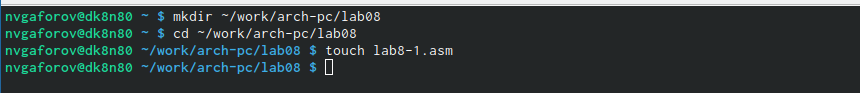 nvgaforov@dk8n80 ~ $ mkdir ~/work/arch-pc/lab08
nvgaforov@dk8n80 ~ $ cd ~/work/arch-pc/lab08
nvgaforov@dk8n80 ~/work/arch-pc/lab08 $ touch lab8-1.asm
nvgaforov@dk8n80 ~/work/arch-pc/lab08 $